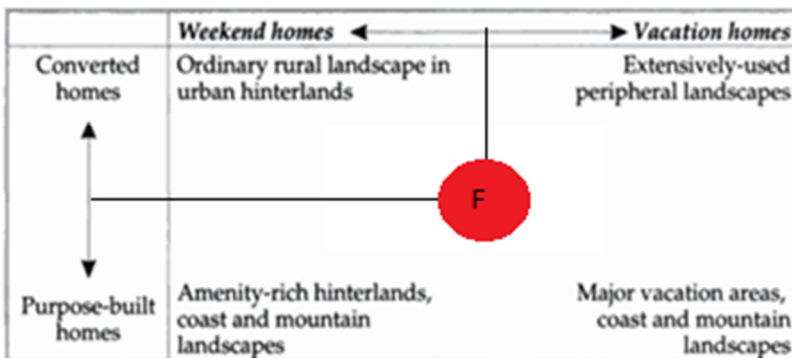 Weekend homes Vacation homes
Converted homes
Ordinary rural landscape in
urban hinterlands
Extensively-used
peripheral landscapes
F
Purpose-built
homes
Amenity-rich hinterlands,
coast and mountain
landscapes
Major vacation areas,
coast and mountain
landscapes